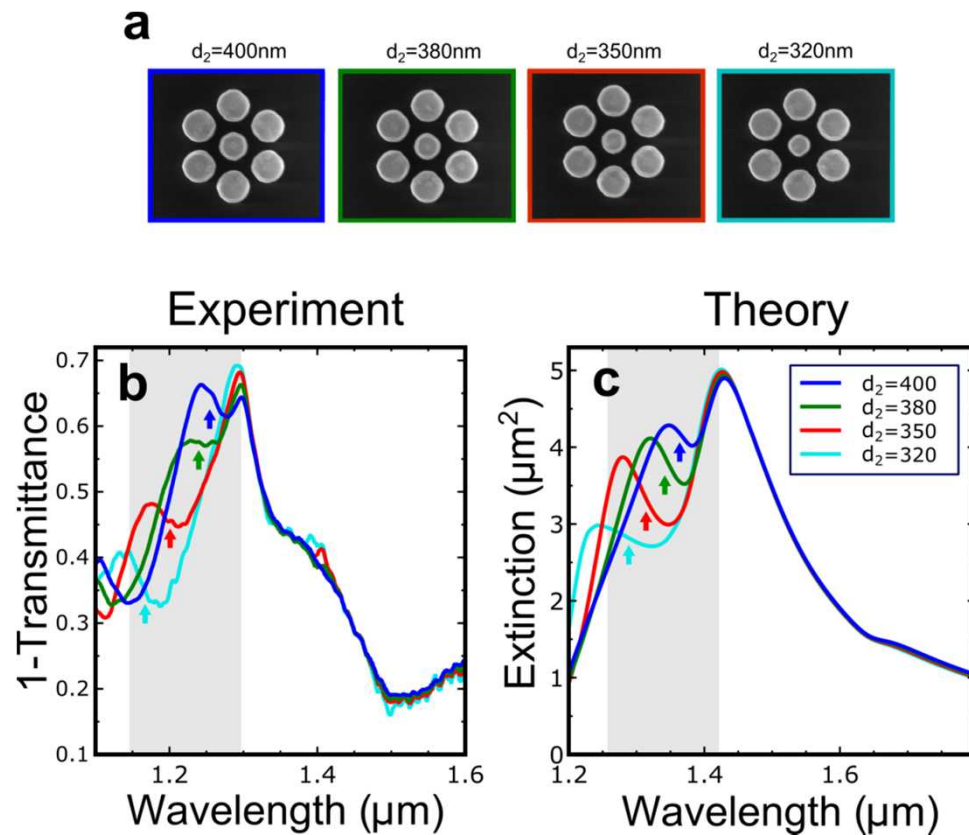 a
d₂=400nm d₂=380nm d₂=350nm d₂=320nm
Experiment Theory
b
0.7
0.6
0.5
0.4
0.3
0.2
0.1
1-Transmittance
1.2 1.4 1.6
Wavelength (μm)
c
5
4
3
2
1
0
Extinction (μm²)
d₂=400
d₂=380
d₂=350
d₂=320
1.2 1.4 1.6
Wavelength (μm)